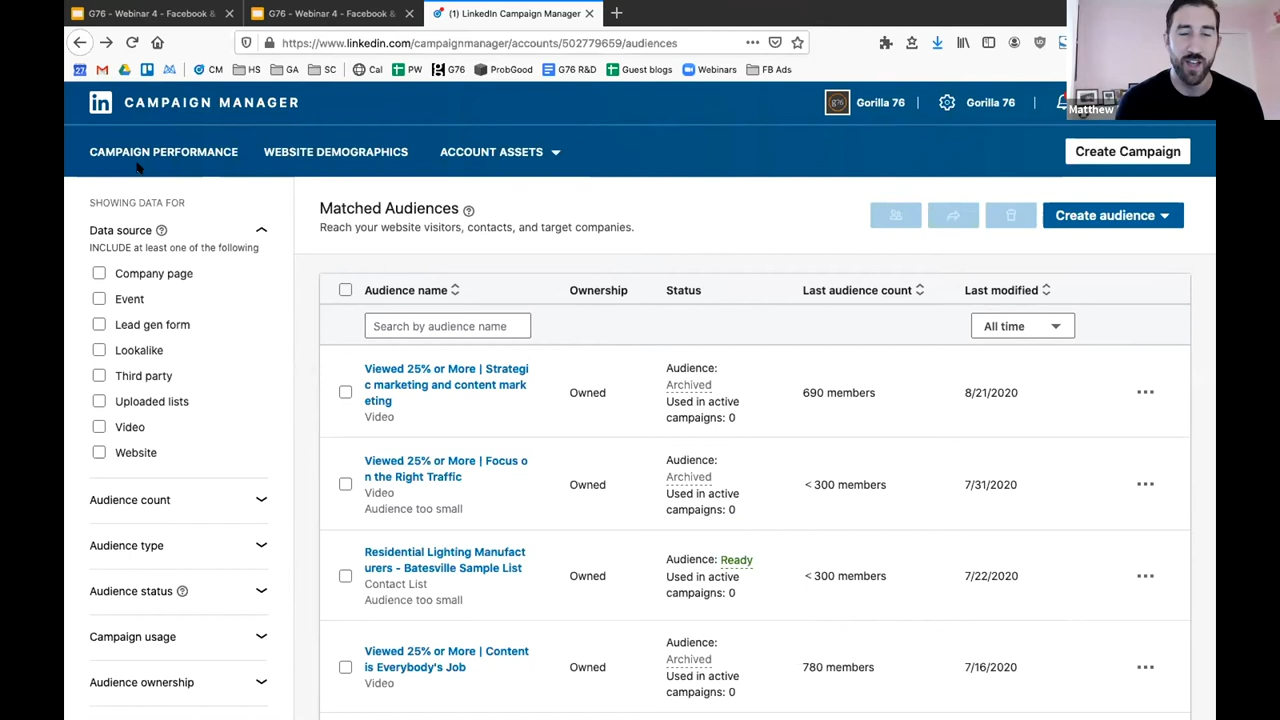 G76 - Webinar 4 - Facebook &
G76 - Webinar 4 - Facebook &
(1) LinkedIn Campaign Manager
https://www.linkedin.com/campaignmanager/accounts/502779659/audiences
27
CM
HS
GA
SC
Cal
PW
G76
ProbGood
G76 R&D
Guest blogs
Webinars
FB Ads
Matthew
in CAMPAIGN MANAGER
g76
Gorilla 76
Gorilla 76
CAMPAIGN PERFORMANCE
WEBSITE DEMOGRAPHICS
ACCOUNT ASSETS
Create Campaign
SHOWING DATA FOR
Data source
INCLUDE at least one of the following
Company page
Event
Lead gen form
Lookalike
Third party
Uploaded lists
Video
Website
Audience count
Audience type
Audience status
Campaign usage
Audience ownership
Matched Audiences
Reach your website visitors, contacts, and target companies.
Create audience
Audience name
Ownership
Status
Last audience count
Last modified
Search by audience name
All time
Viewed 25% or More | Strategi
c marketing and content mark
eting
Video
Owned
Audience:
Archived
Used in active
campaigns: 0
690 members
8/21/2020
Viewed 25% or More | Focus o
n the Right Traffic
Video
Audience too small
Owned
Audience:
Archived
Used in active
campaigns: 0
< 300 members
7/31/2020
Residential Lighting Manufact
urers - Batesville Sample List
Contact List
Audience too small
Owned
Audience: Ready
Used in active
campaigns: 0
< 300 members
7/22/2020
Viewed 25% or More | Content
is Everybody's Job
Video
Owned
Audience:
Archived
Used in active
campaigns: 0
780 members
7/16/2020